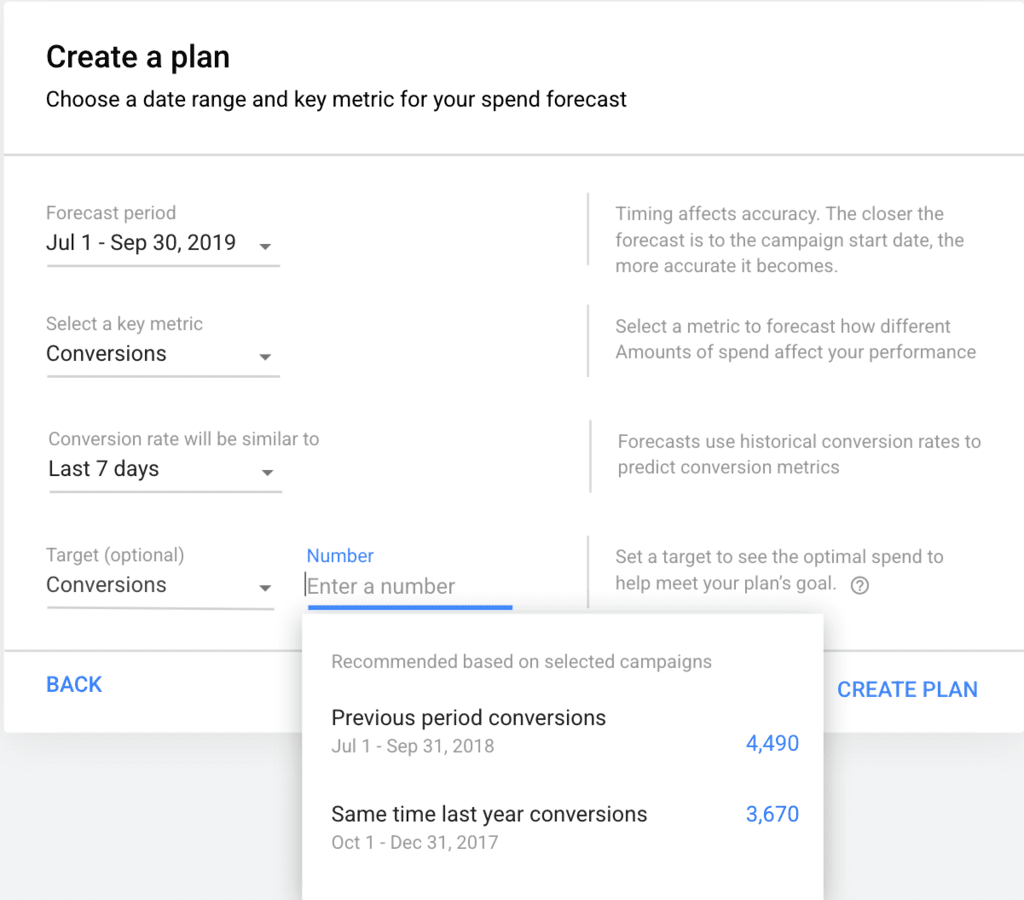 Create a plan
Choose a date range and key metric for your spend forecast
Forecast period
Jul 1 - Sep 30, 2019
Timing affects accuracy. The closer the
forecast is to the campaign start date, the
more accurate it becomes.
Select a key metric
Conversions
Select a metric to forecast how different
Amounts of spend affect your performance
Conversion rate will be similar to
Last 7 days
Forecasts use historical conversion rates to
predict conversion metrics
Target (optional)
Conversions
Number
Enter a number
Set a target to see the optimal spend to
help meet your plan’s goal. ?
BACK
CREATE PLAN
Recommended based on selected campaigns
Previous period conversions
Jul 1 - Sep 31, 2018
4,490
Same time last year conversions
Oct 1 - Dec 31, 2017
3,670